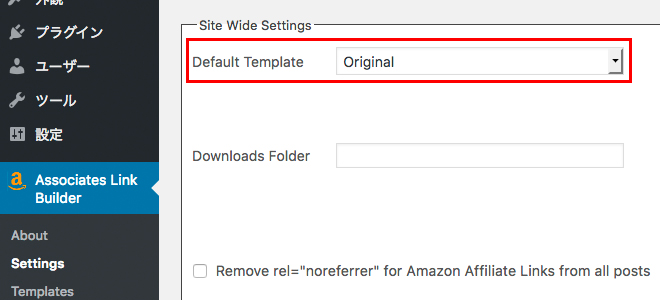 外観
プラグイン
ユーザー
ツール
設定
Associates Link
Builder
About
Settings
Templates
Site Wide Settings
Default Template
Original
Downloads Folder
Remove rel="noreferrer" for Amazon Affiliate Links from all posts